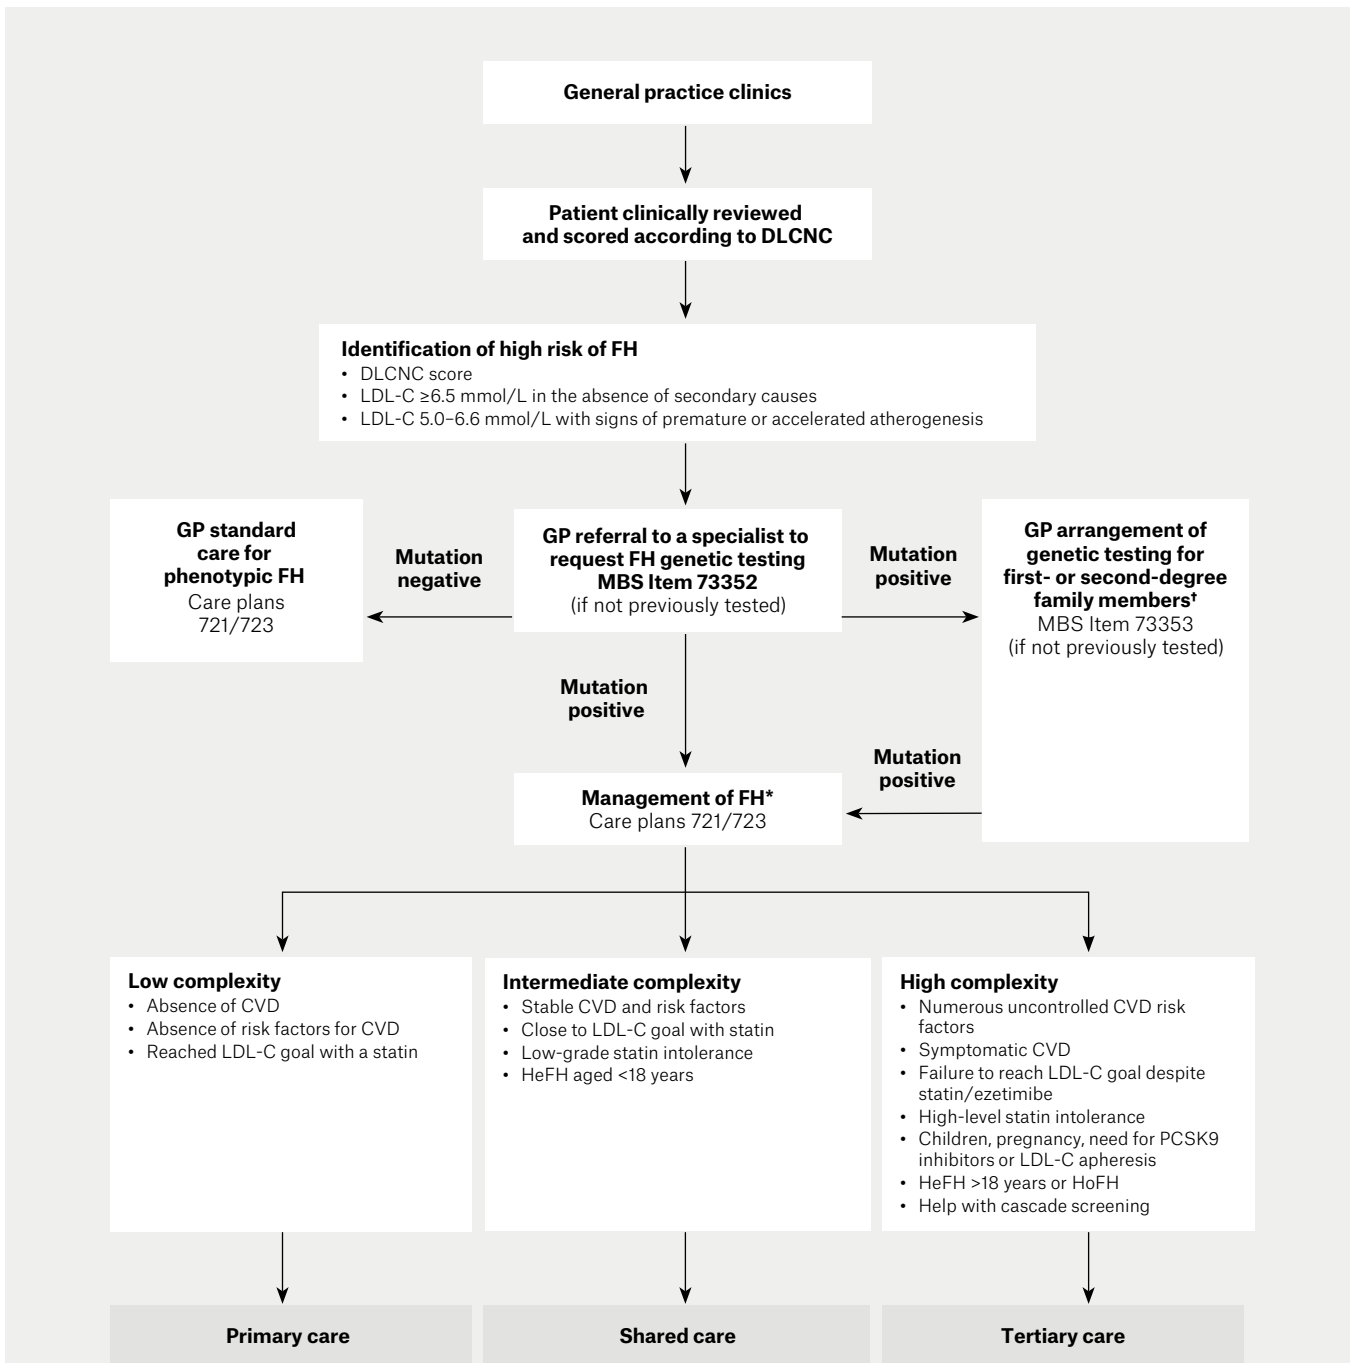 General practice clinics
Patient clinically reviewed
and scored according to DLCNC
Identification of high risk of FH
• DLCNC score
• LDL-C ≥6.5 mmol/L in the absence of secondary causes
• LDL-C 5.0–6.6 mmol/L with signs of premature or accelerated atherogenesis
GP standard
care for
phenotypic FH
Care plans
721/723
Mutation
negative
GP referral to a specialist to
request FH genetic testing
MBS Item 73352
(if not previously tested)
Mutation
positive
GP arrangement of
genetic testing for
first- or second-degree
family members†
MBS Item 73353
(if not previously tested)
Mutation
positive
Mutation
positive
Management of FH*
Care plans 721/723
Low complexity
• Absence of CVD
• Absence of risk factors for CVD
• Reached LDL-C goal with a statin
Intermediate complexity
• Stable CVD and risk factors
• Close to LDL-C goal with statin
• Low-grade statin intolerance
• HeFH aged <18 years
High complexity
• Numerous uncontrolled CVD risk
factors
• Symptomatic CVD
• Failure to reach LDL-C goal despite
statin/ezetimibe
• High-level statin intolerance
• Children, pregnancy, need for PCSK9
inhibitors or LDL-C apheresis
• HeFH >18 years or HoFH
• Help with cascade screening
Primary care
Shared care
Tertiary care